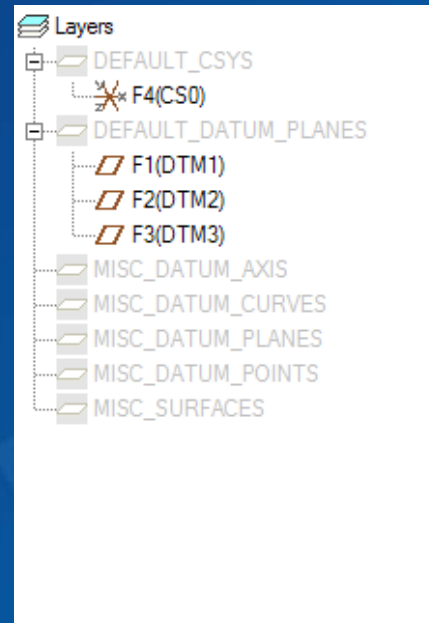 Layers
DEFAULT_CSYS
F4(CS0)
DEFAULT_DATUM_PLANES
F1(DTM1)
F2(DTM2)
F3(DTM3)
MISC_DATUM_AXIS
MISC_DATUM_CURVES
MISC_DATUM_PLANES
MISC_DATUM_POINTS
MISC_SURFACES